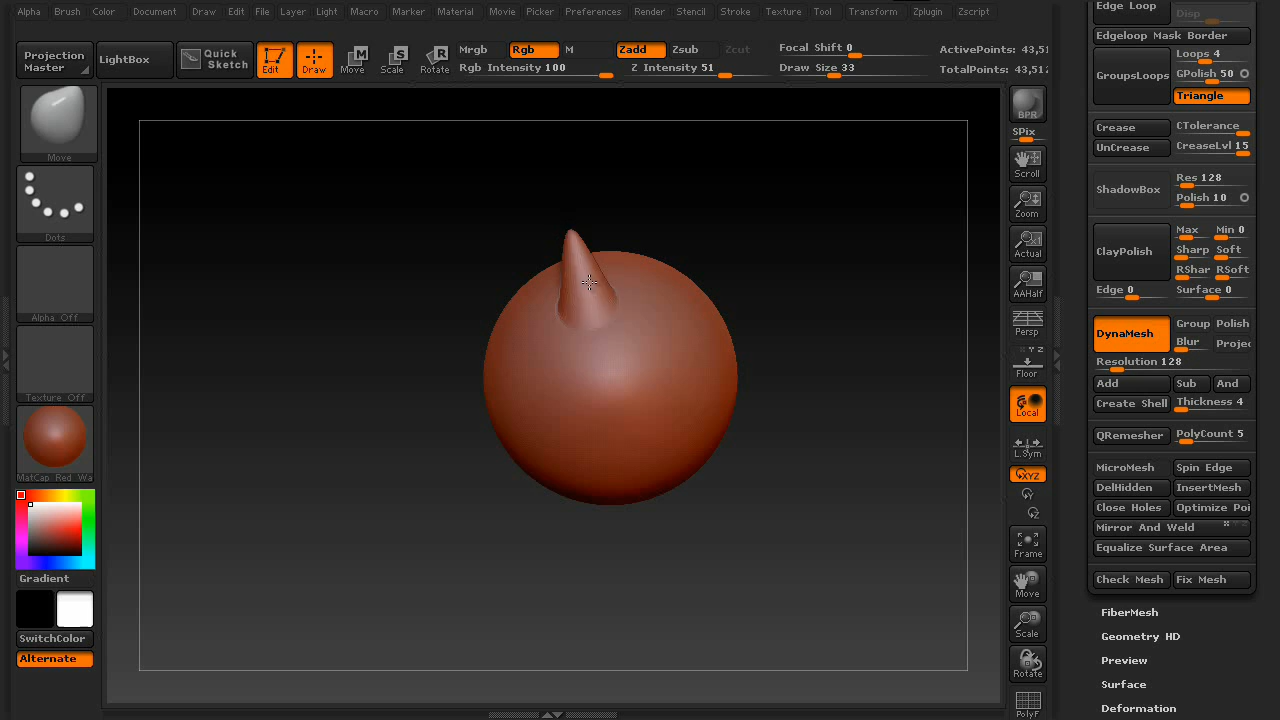 Alpha Brush Color Document Draw Edit File Layer Light Macro Marker Material Movie Picker Preferences Render Stencil Stroke Texture Tool Transform Zplugin Zscript
Projection Master
LightBox
Quick Sketch
Edit
Draw
Move
Scale
Rotate
Mrgb Rgb M
Rgb Intensity 100
Zadd Zsub Zcut
Z Intensity 51
Focal Shift 0
Draw Size 33
ActivePoints: 43,51
TotalPoints: 43,512
Move
Dots
Alpha Off
Texture Off
MatCap Red Wa
Gradient
SwitchColor
Alternate
BPR
SPix
Scroll
Zoom
Actual
AAHalf
Persp
Floor
Local
L.Sym
XYZ
Frame
Move
Scale
Rotate
PolyF
Edge Loop
Disp
Edgeloop Mask Border
GroupsLoops
Loops 4
GPolish 50
Triangle
Crease
CTolerance
UnCrease
CreaseLvl 15
ShadowBox
Res 128
Polish 10
ClayPolish
Max Min 0
Sharp Soft
RShar RSoft
Edge 0 Surface 0
DynaMesh
Group Polish
Blur Projec
Resolution 128
Add Sub And
Create Shell Thickness 4
QRemesher PolyCount 5
MicroMesh Spin Edge
DelHidden InsertMesh
Close Holes Optimize Poi
Mirror And Weld
Equalize Surface Area
Check Mesh Fix Mesh
FiberMesh
Geometry HD
Preview
Surface
Deformation